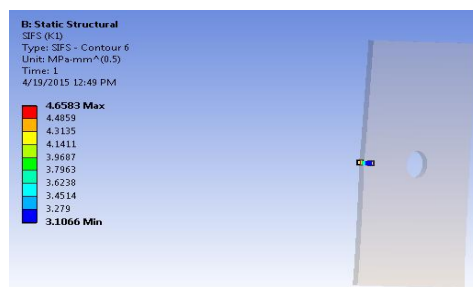 B: Static Structural
SIFS (K1)
Type: SIFS - Contour 6
Unit: MPa·mm^(0.5)
Time: 1
4/19/2015 12:49 PM
4.6583 Max
4.4859
4.3135
4.1411
3.9687
3.7963
3.6238
3.4514
3.279
3.1066 Min